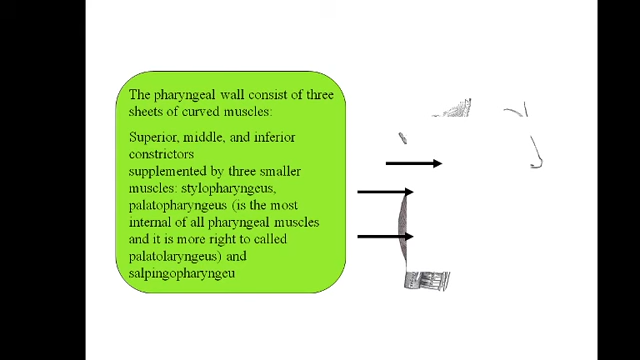 The pharyngeal wall consist of three
sheets of curved muscles:
Superior, middle, and inferior
constrictors
supplemented by three smaller
muscles: stylopharyngeus,
palatopharyngeus (is the most
internal of all pharyngeal muscles
and it is more right to called
palatolaryngeus) and
salpingopharyngeu